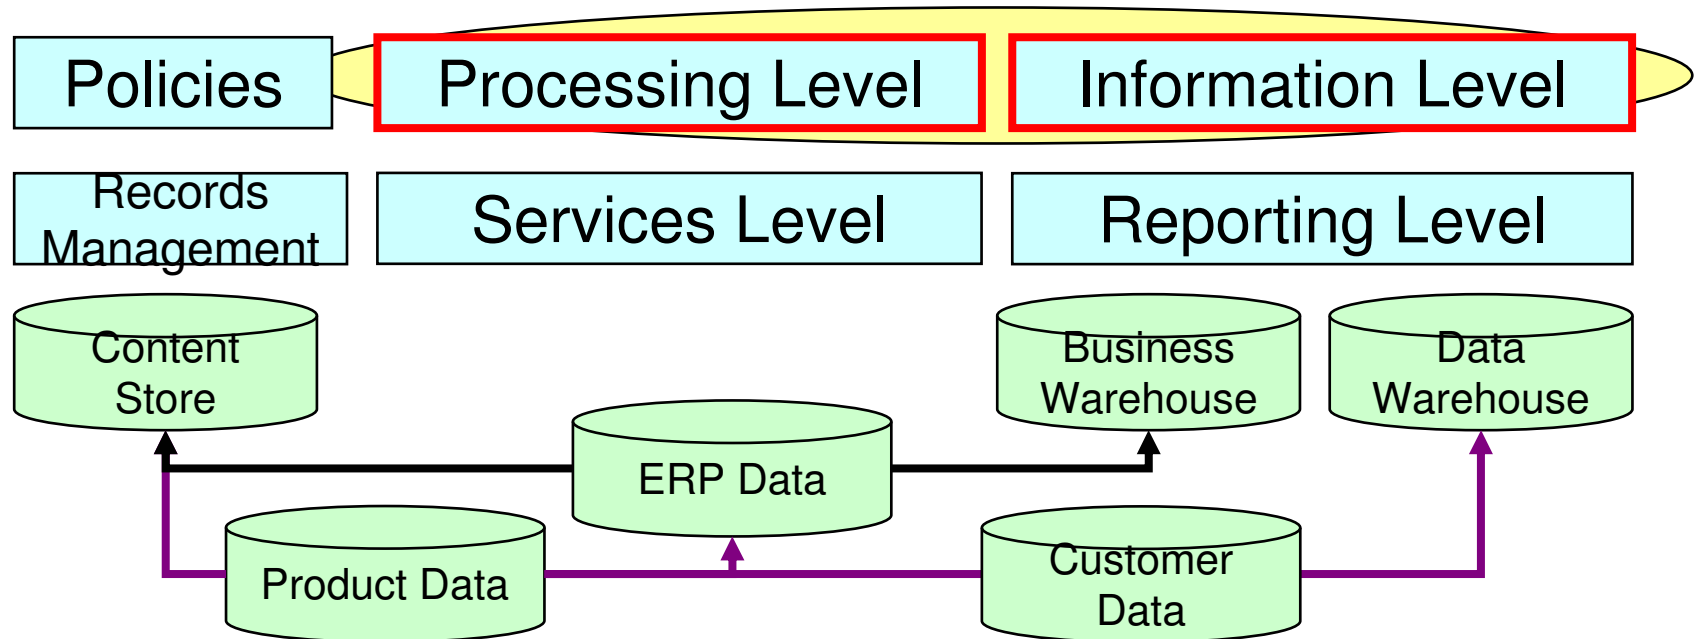 Policies
Processing Level
Information Level
Records
Management
Services Level
Reporting Level
Content
Store
Business
Warehouse
Data
Warehouse
ERP Data
Product Data
Customer
Data